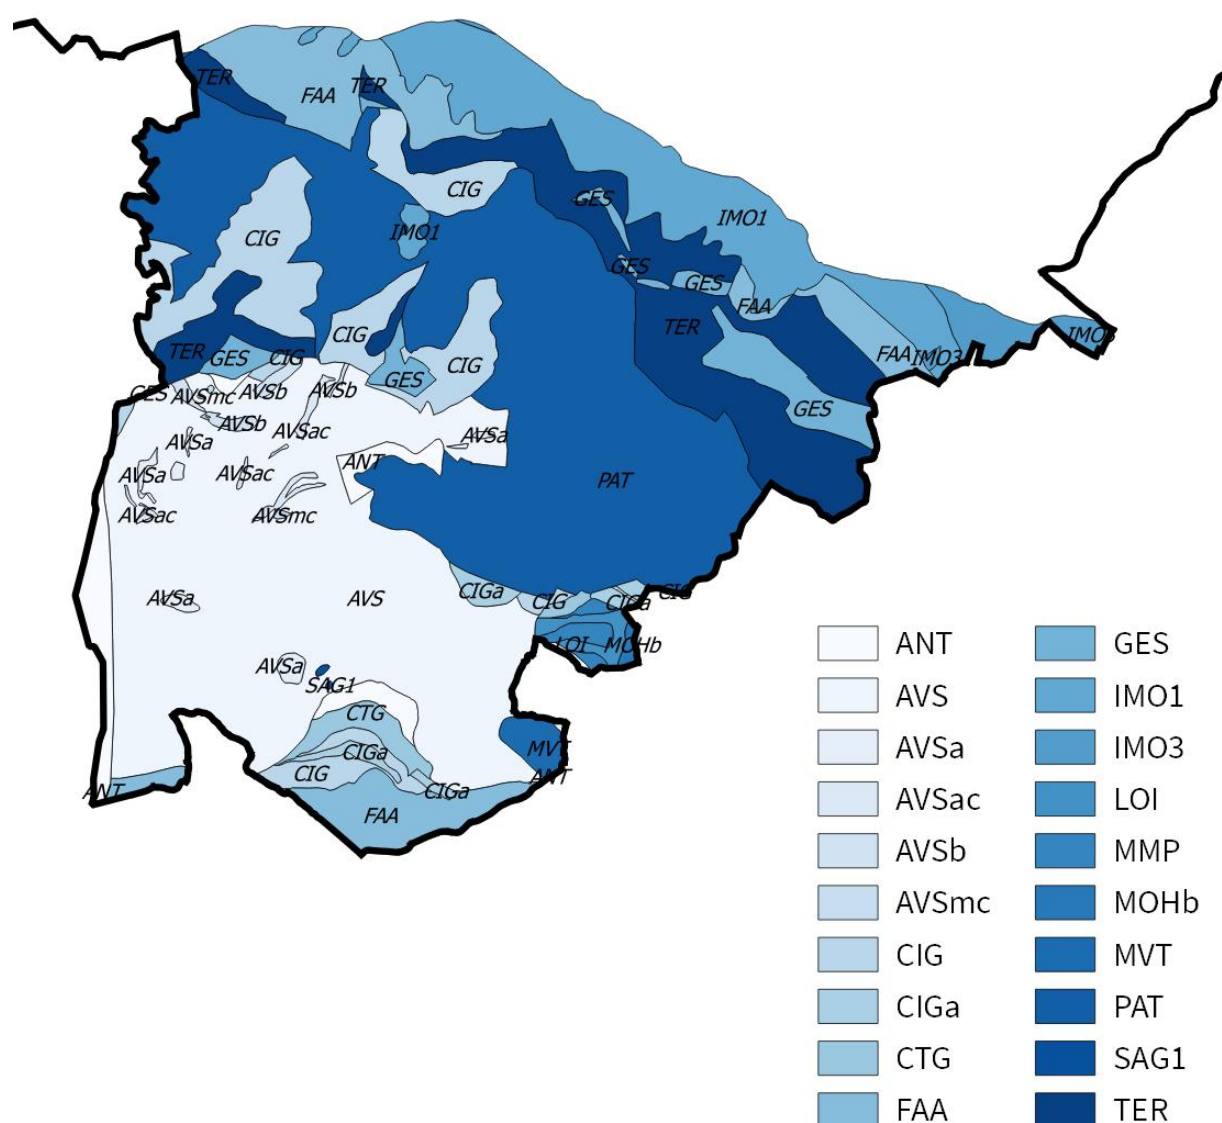 TER
FAA
TER
CIG
GES
IMO1
CIG
IMO1
GES
GES
FAA
TER
CIG
TER
GES
CIG
CIG
FAA
IMO3
GES
GES
AVSmc
AVSb
AVSb
GES
AVSb
AVSac
AVSa
AVSa
ANT
AVSa
AVSac
PAT
AVSac
AVSmc
AVSa
AVS
CIGa
CIG
CIGa
CIG
LOI
MOHb
AVSa
SAG1
CTG
CIGa
MVT
CIG
ANT
CIGa
ANT
FAA
ANT
AVS
AVSa
AVSac
AVSb
AVSmc
CIG
CIGa
CTG
FAA
GES
IMO1
IMO3
LOI
MMP
MOHb
MVT
PAT
SAG1
TER